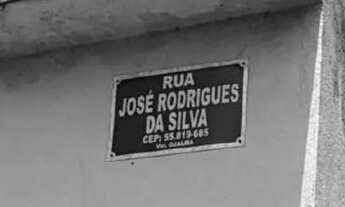 RUA
JOSÉ RODRIGUES
DA SILVA
CEP: 55.819-685